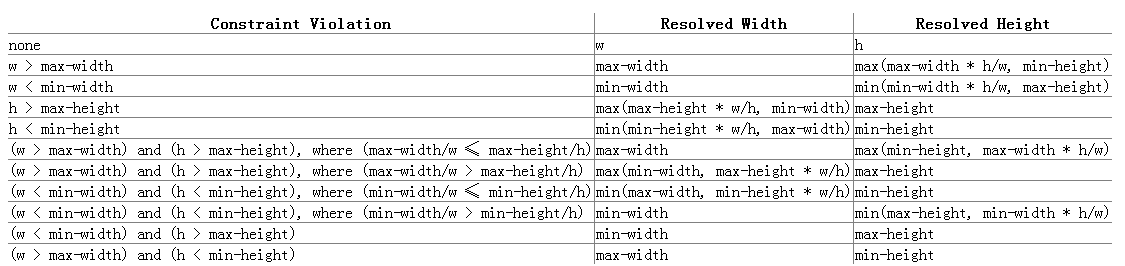 Constraint Violation Resolved Width Resolved Height
none w h
w > max-width max-width max(max-width * h/w, min-height)
w < min-width min-width min(min-width * h/w, max-height)
h > max-height max(max-height * w/h, min-width) max-height
h < min-height min(min-height * w/h, max-width) min-height
(w > max-width) and (h > max-height), where (max-width/w ⩽ max-height/h) max-width max(min-height, max-width * h/w)
(w > max-width) and (h > max-height), where (max-width/w > max-height/h) max(min-width, max-height * w/h) max-height
(w < min-width) and (h < min-height), where (min-width/w ⩽ min-height/h) min(max-width, min-height * w/h) min-height
(w < min-width) and (h < min-height), where (min-width/w > min-height/h) min-width min(max-height, min-width * h/w)
(w < min-width) and (h > max-height) min-width max-height
(w > max-width) and (h < min-height) max-width min-height